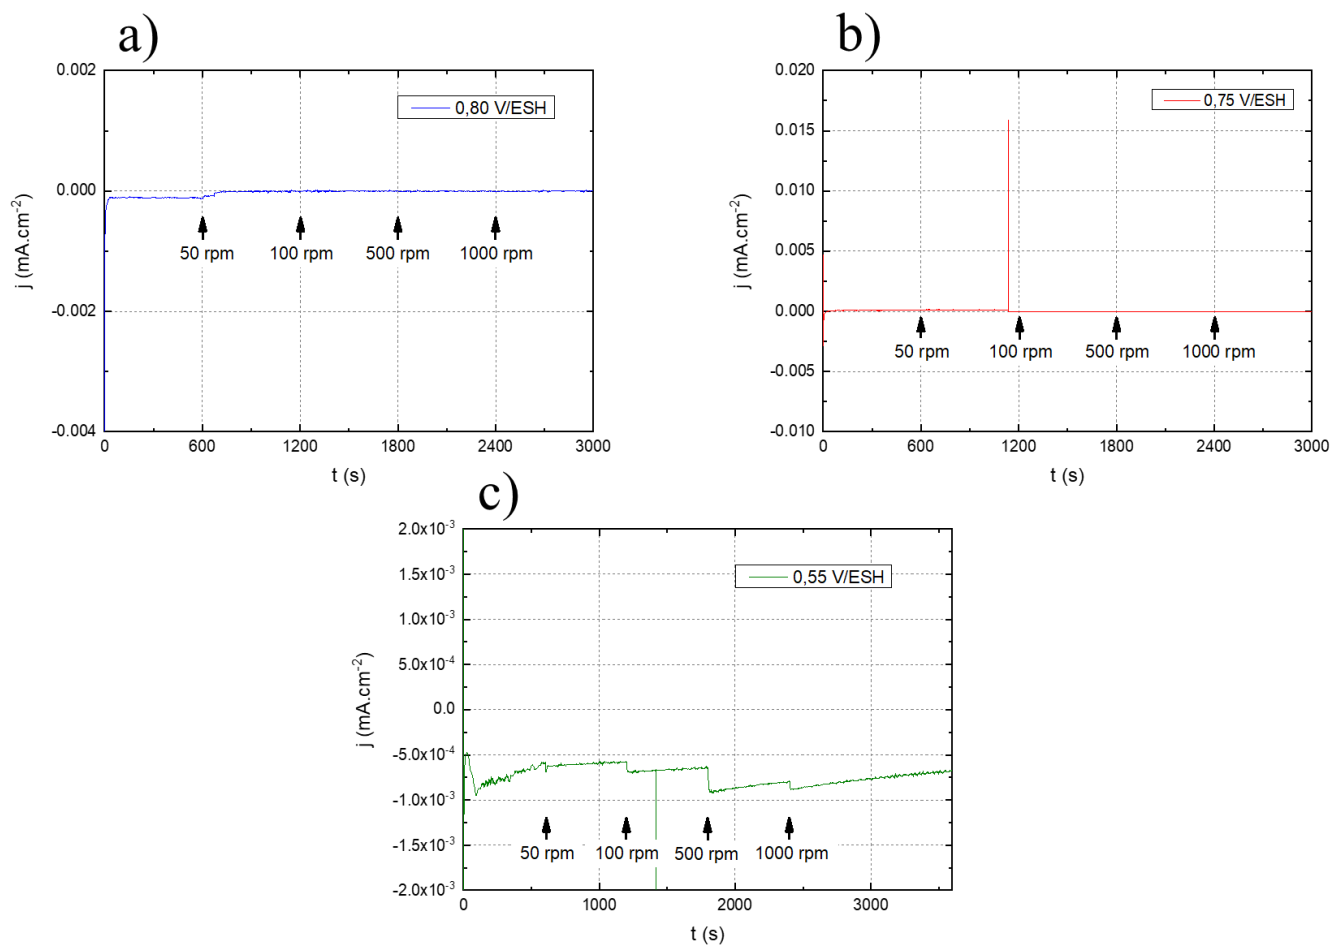 a)
0.002
0.000
-0.002
-0.004
j (mA.cm-2)
0,80 V/ESH
50 rpm 100 rpm 500 rpm 1000 rpm
0 600 1200 1800 2400 3000
t (s)
b)
0.020
0.015
0.010
0.005
0.000
-0.005
-0.010
j (mA.cm-2)
0,75 V/ESH
50 rpm 100 rpm 500 rpm 1000 rpm
0 600 1200 1800 2400 3000
t (s)
c)
2.0x10-3
1.5x10-3
1.0x10-3
5.0x10-4
0.0
-5.0x10-4
-1.0x10-3
-1.5x10-3
-2.0x10-3
j (mA.cm-2)
0,55 V/ESH
50 rpm 100 rpm 500 rpm 1000 rpm
0 1000 2000 3000
t (s)